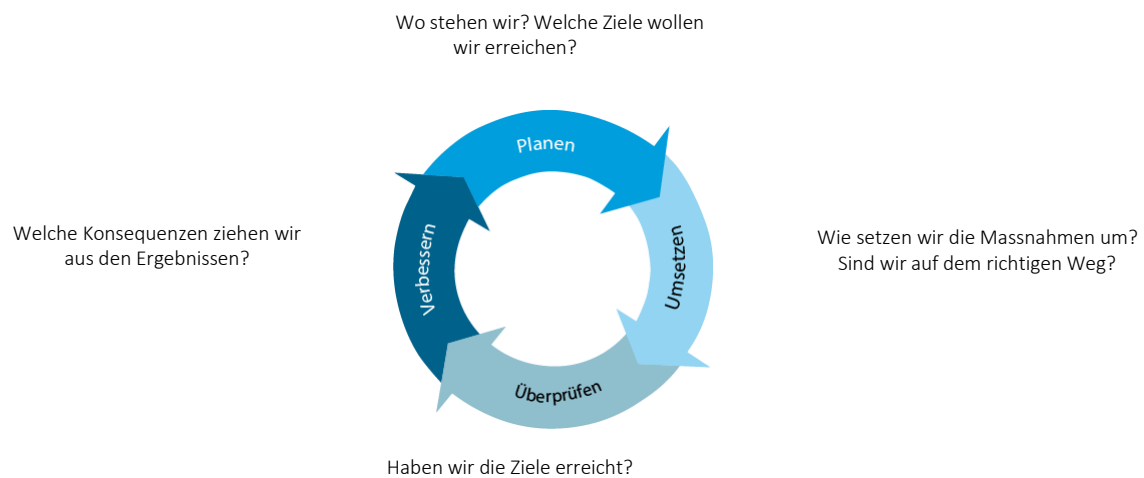 Wo stehen wir? Welche Ziele wollen
wir erreichen?
Planen
Welche Konsequenzen ziehen wir
aus den Ergebnissen?
Verbessern
Umsetzen
Wie setzen wir die Massnahmen um?
Sind wir auf dem richtigen Weg?
Überprüfen
Haben wir die Ziele erreicht?